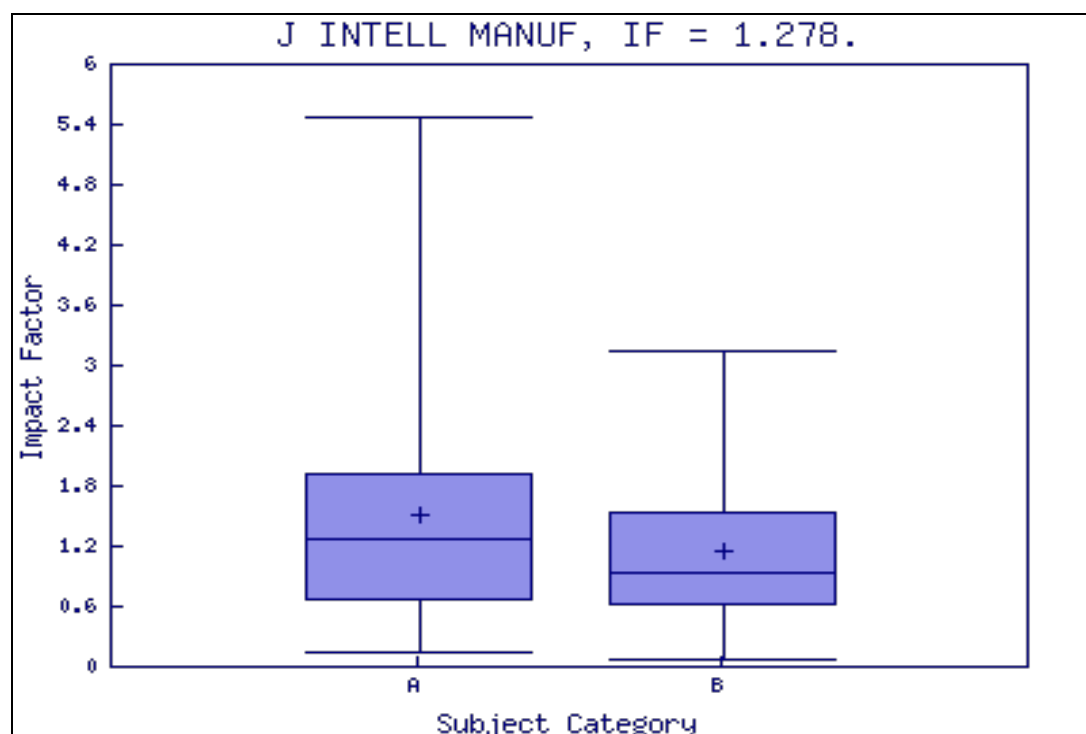 J INTELL MANUF, IF = 1.278.
6
5.4
4.8
4.2
3.6
3
2.4
1.8
1.2
0.6
0
Impact Factor
A B
Subject Category